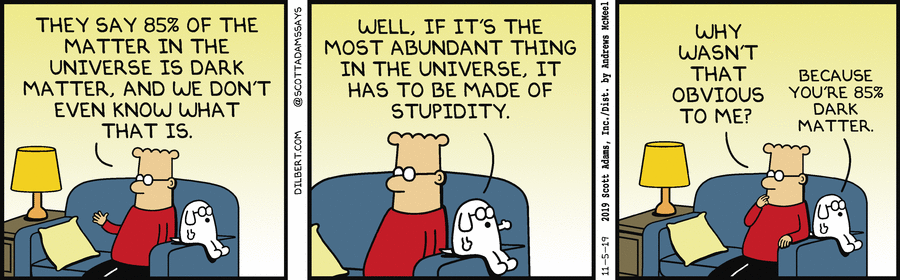 THEY SAY 85% OF THE
MATTER IN THE
UNIVERSE IS DARK
MATTER, AND WE DON'T
EVEN KNOW WHAT
THAT IS.
DILBERT.COM @SCOTTADAMSSAYS
WELL, IF IT'S THE
MOST ABUNDANT THING
IN THE UNIVERSE, IT
HAS TO BE MADE OF
STUPIDITY.
11-5-19 2019 Scott Adams, Inc./Dist. by Andrews McMeel
WHY
WASN'T
THAT
OBVIOUS
TO ME?
BECAUSE
YOU'RE 85%
DARK
MATTER.